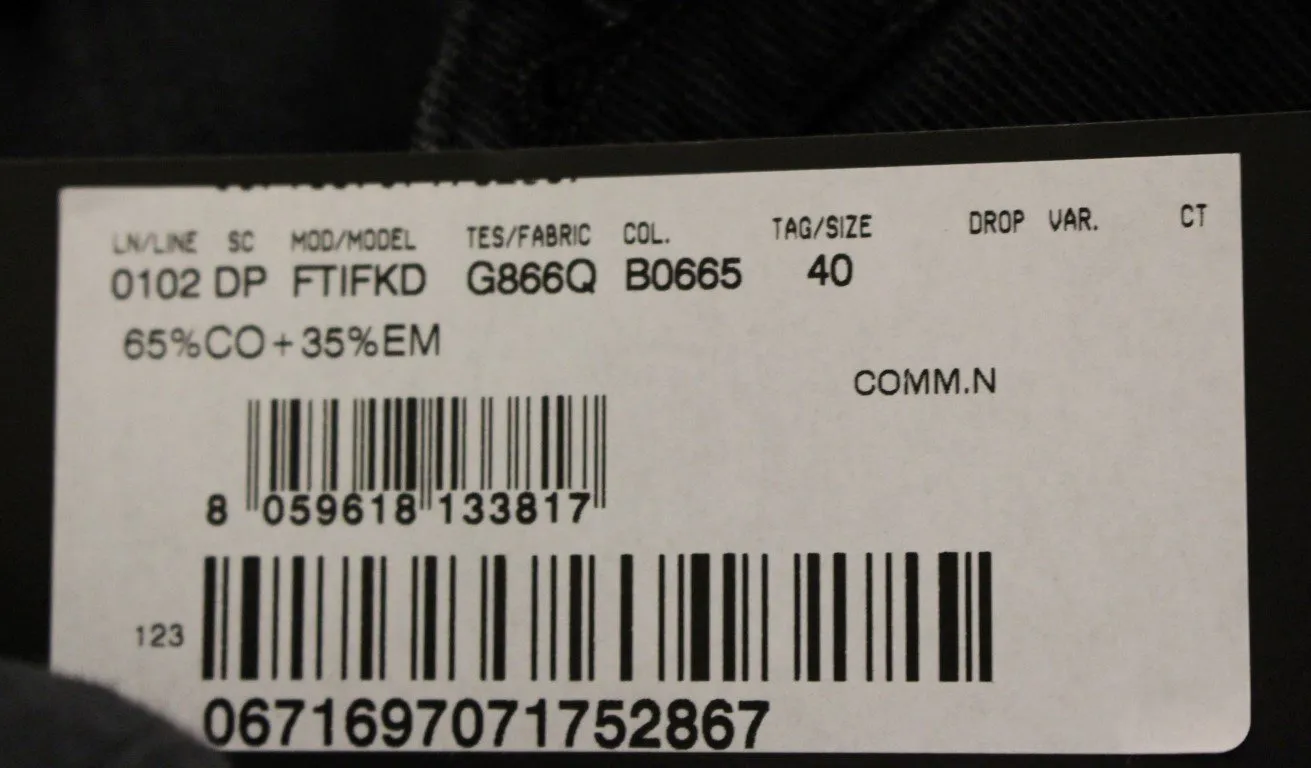 LN/LINE SC MOD/MODEL TES/FABRIC COL. TAG/SIZE DROP VAR. CT
0102 DP FTIFKD G866Q B0665 40
65%CO+35%EM
COMM.N
8 059618 133817
123
0671697071752867